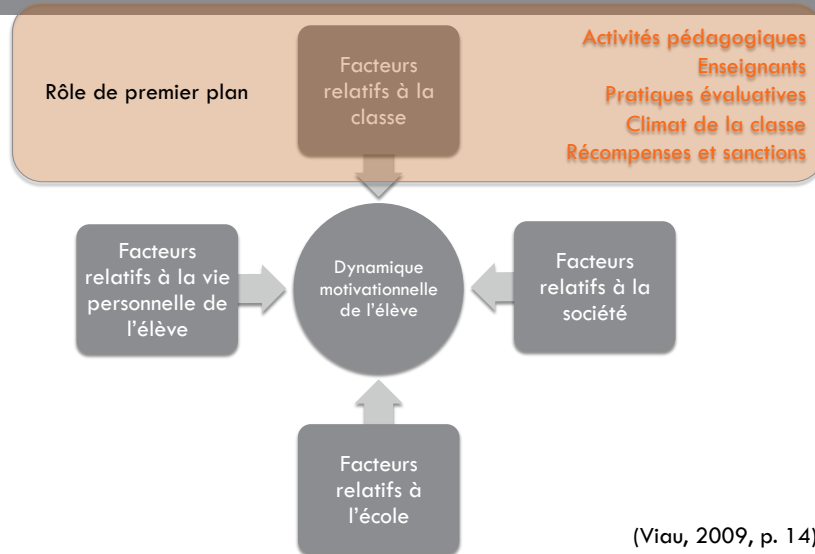 Rôle de premier plan
Facteurs
relatifs à la
classe
Activités pédagogiques
Enseignants
Pratiques évaluatives
Climat de la classe
Récompenses et sanctions
Facteurs
relatifs à la vie
personnelle de
l'élève
Dynamique
motivationnelle
de l'élève
Facteurs
relatifs à la
société
Facteurs
relatifs à
l'école
(Viau, 2009, p. 14)